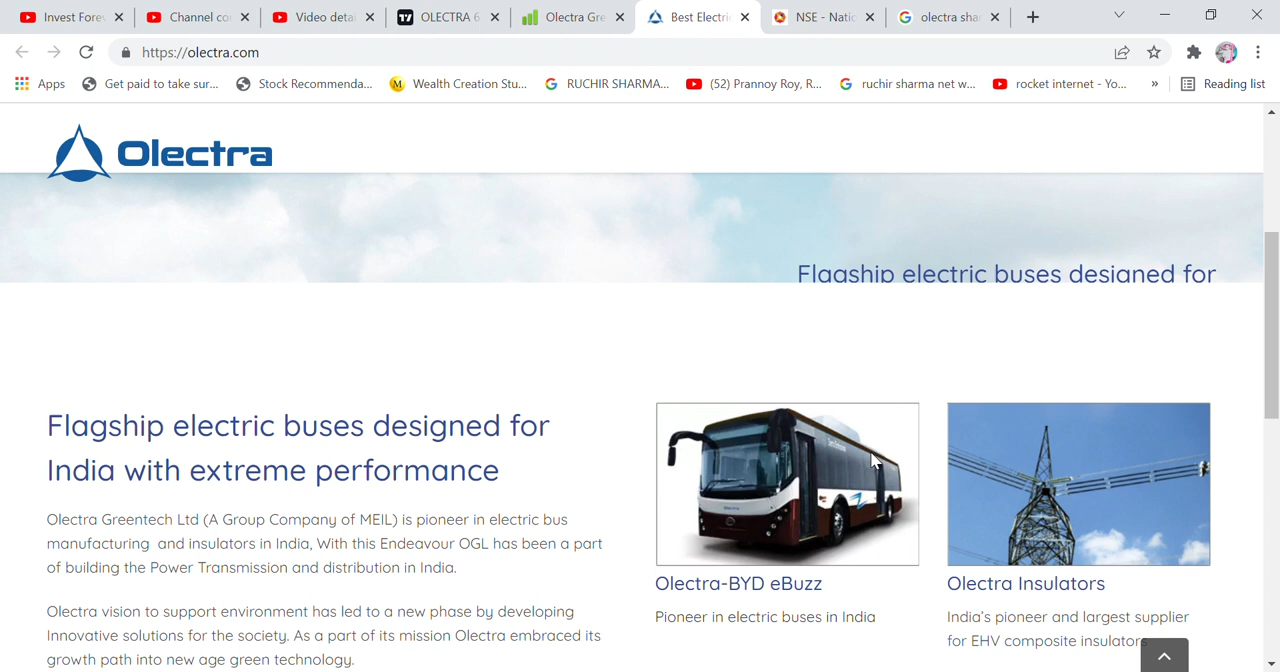 Invest Fore
Channel co
Video detai
OLECTRA 6
Olectra Gre
Best Electri
NSE - Natio
olectra sha
https://olectra.com
Apps
Get paid to take sur...
Stock Recommenda...
Wealth Creation Stu...
RUCHIR SHARMA...
(52) Prannoy Roy, R...
ruchir sharma net w...
rocket internet - Yo...
»
Reading list
Olectra
Flagship electric buses designed for
Flagship electric buses designed for
India with extreme performance
Olectra Greentech Ltd (A Group Company of MEIL) is pioneer in electric bus
manufacturing and insulators in India, With this Endeavour OGL has been a part
of building the Power Transmission and distribution in India.
Olectra vision to support environment has led to a new phase by developing
Innovative solutions for the society. As a part of its mission Olectra embraced its
growth path into new age green technology.
Olectra-BYD eBuzz
Pioneer in electric buses in India
Olectra Insulators
India's pioneer and largest supplier
for EHV composite insulators